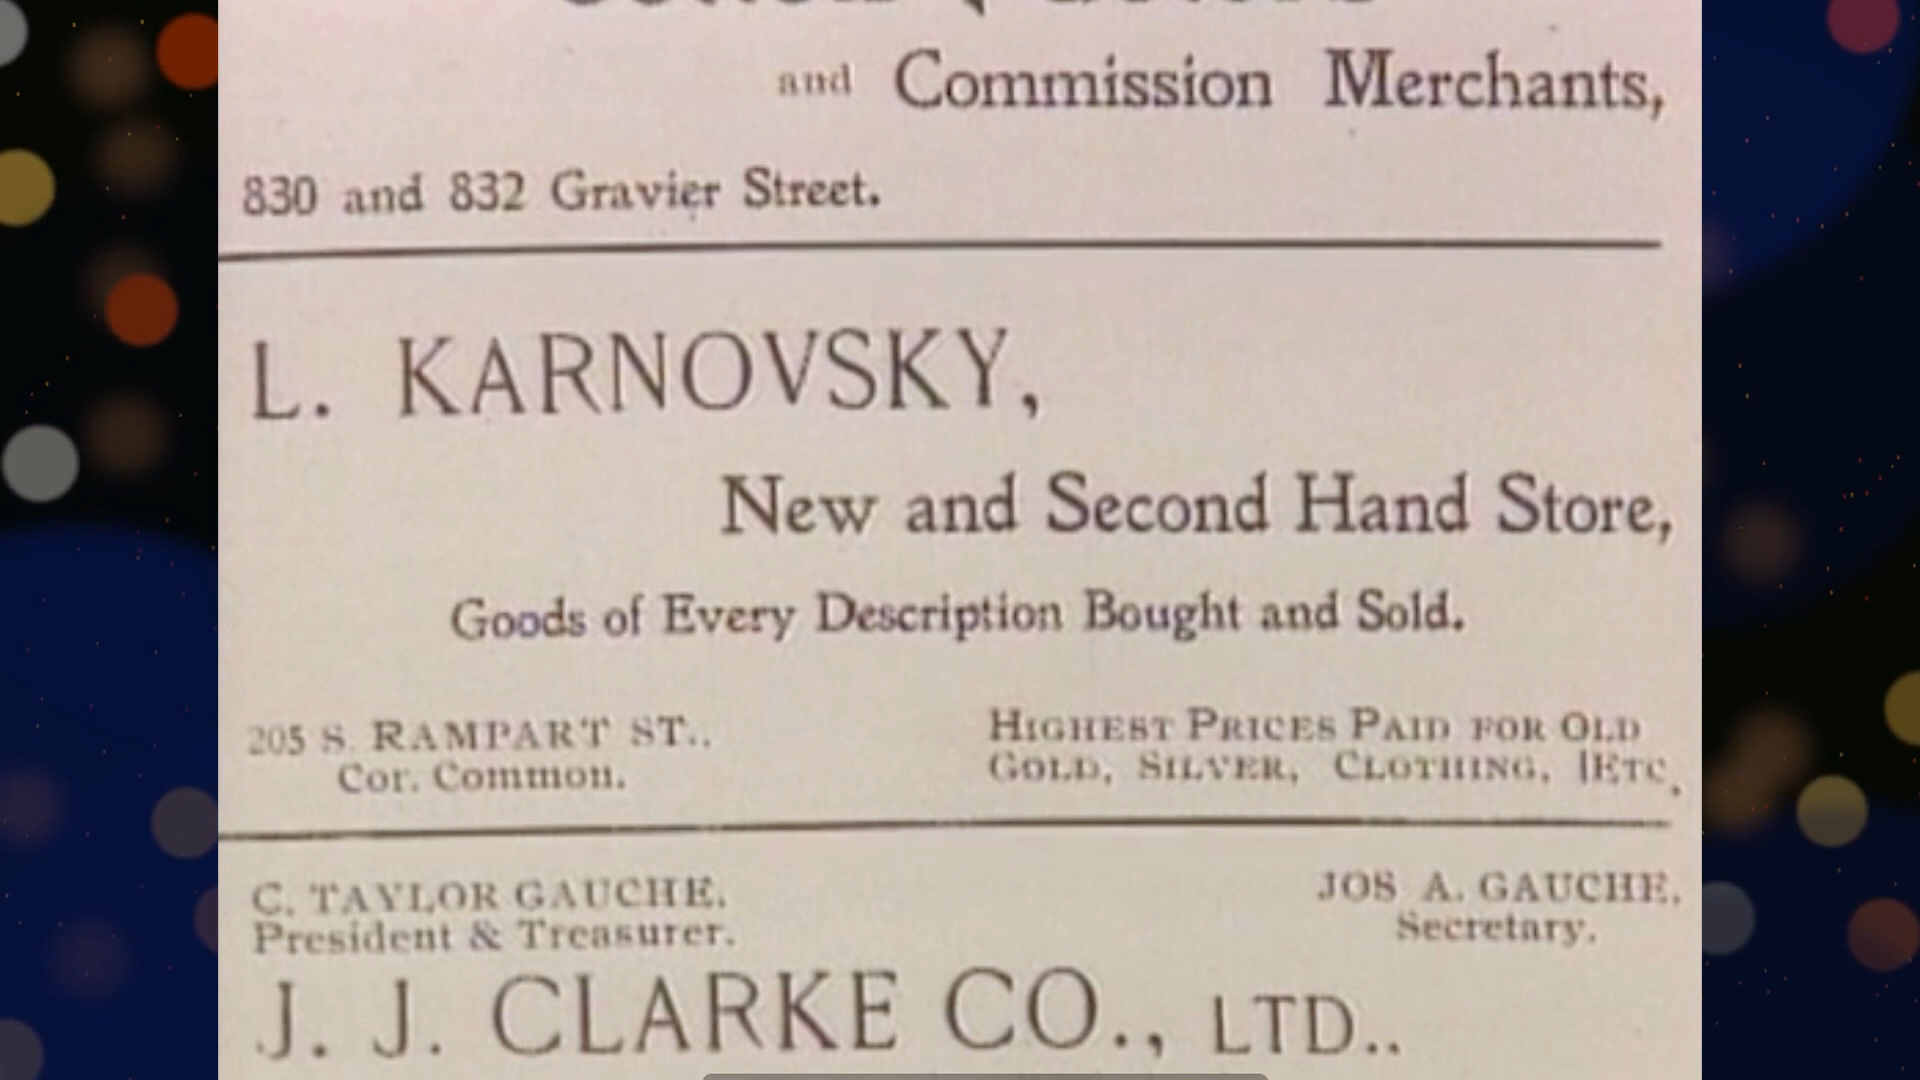 and Commission Merchants,
830 and 832 Gravier Street.
L. KARNOVSKY,
New and Second Hand Store,
Goods of Every Description Bought and Sold.
205 S. RAMPART ST.,
Cor. Common.
HIGHEST PRICES PAID FOR OLD
GOLD, SILVER, CLOTHING, ETC.
C. TAYLOR GAUCHE,
President & Treasurer.
JOS A. GAUCHE,
Secretary.
J. J. CLARKE CO., LTD..